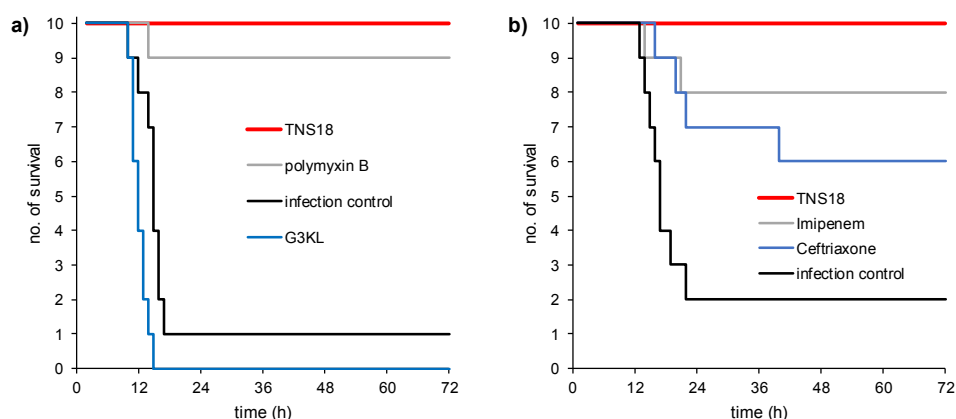 a)
no. of survival
10
9
8
7
6
5
4
3
2
1
0
TNS18
polymyxin B
infection control
G3KL
0 12 24 36 48 60 72
time (h)
b)
no. of survival
10
9
8
7
6
5
4
3
2
1
0
TNS18
Imipenem
Ceftriaxone
infection control
0 12 24 36 48 60 72
time (h)